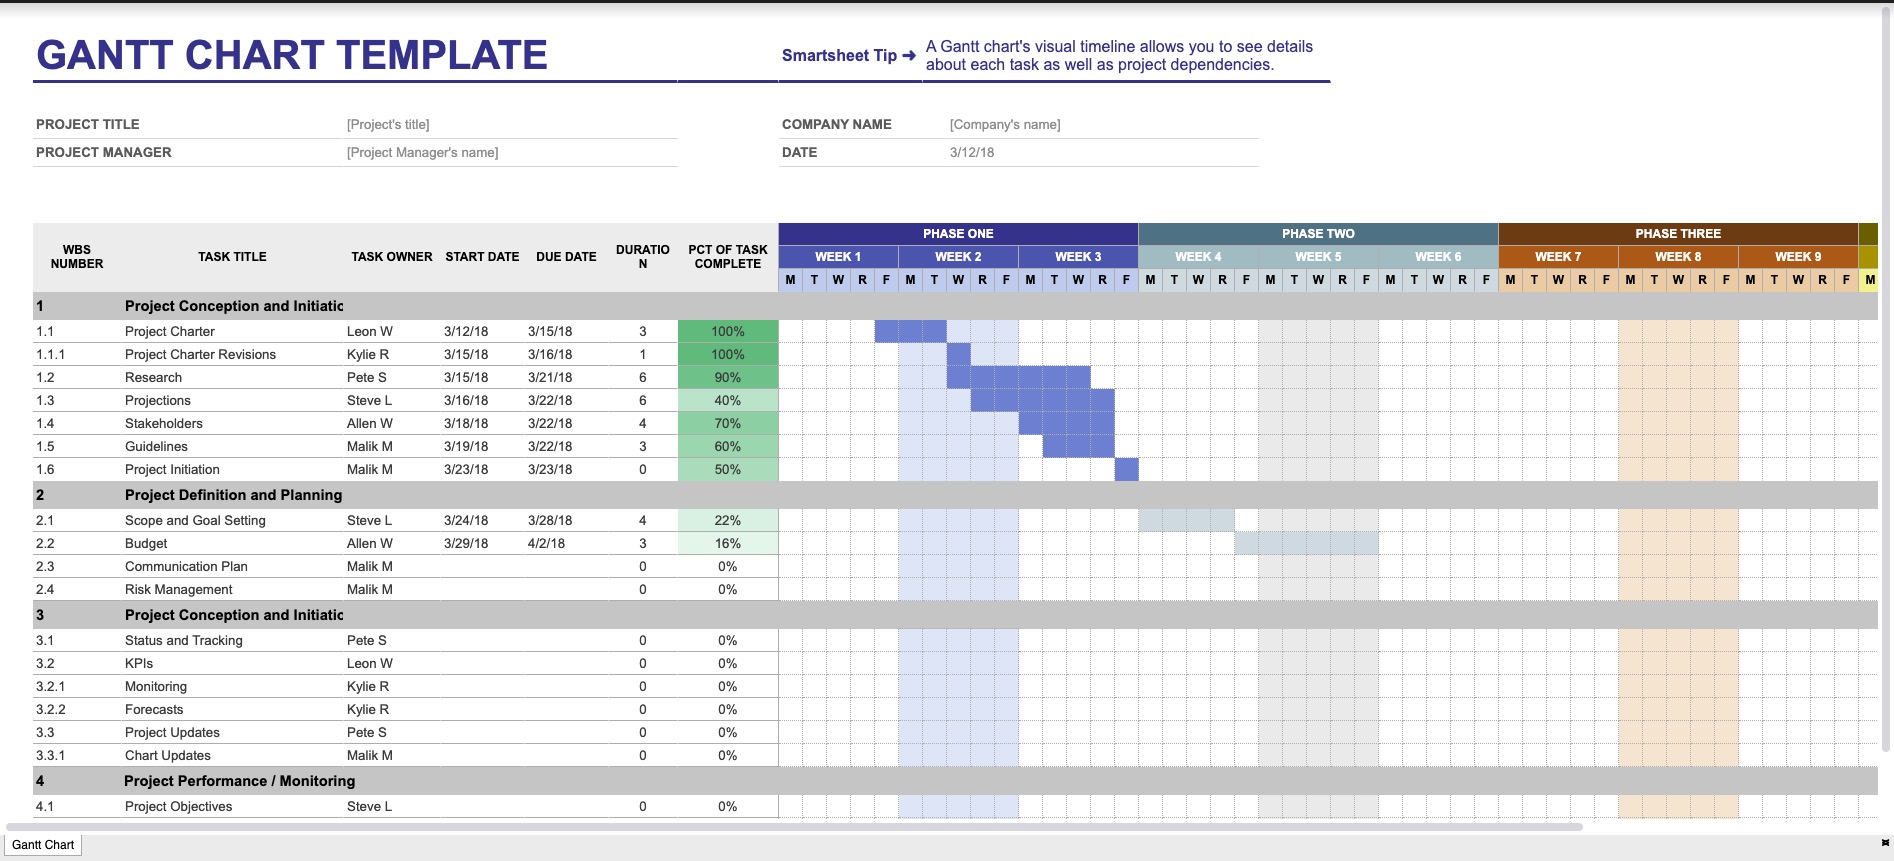 GANTT CHART TEMPLATE
Smartsheet Tip ➜
A Gantt chart's visual timeline allows you to see details
about each task as well as project dependencies.
PROJECT TITLE [Project's title] COMPANY NAME [Company's name]
PROJECT MANAGER [Project Manager's name] DATE 3/12/18
PHASE ONE PHASE TWO PHASE THREE
WBS NUMBER TASK TITLE TASK OWNER START DATE DUE DATE DURATION PCT OF TASK COMPLETE
WEEK 1 WEEK 2 WEEK 3 WEEK 4 WEEK 5 WEEK 6 WEEK 7 WEEK 8 WEEK 9
M T W R F M T W R F M T W R F M T W R F M T W R F M T W R F M T W R F M T W R F M T W R F M
1 Project Conception and Initiatic
1.1 Project Charter Leon W 3/12/18 3/15/18 3 100%
1.1.1 Project Charter Revisions Kylie R 3/15/18 3/16/18 1 100%
1.2 Research Pete S 3/15/18 3/21/18 6 90%
1.3 Projections Steve L 3/16/18 3/22/18 6 40%
1.4 Stakeholders Allen W 3/18/18 3/22/18 4 70%
1.5 Guidelines Malik M 3/19/18 3/22/18 3 60%
1.6 Project Initiation Malik M 3/23/18 3/23/18 0 50%
2 Project Definition and Planning
2.1 Scope and Goal Setting Steve L 3/24/18 3/28/18 4 22%
2.2 Budget Allen W 3/29/18 4/2/18 3 16%
2.3 Communication Plan Malik M 0 0%
2.4 Risk Management Malik M 0 0%
3 Project Conception and Initiatic
3.1 Status and Tracking Pete S 0 0%
3.2 KPIs Leon W 0 0%
3.2.1 Monitoring Kylie R 0 0%
3.2.2 Forecasts Kylie R 0 0%
3.3 Project Updates Pete S 0 0%
3.3.1 Chart Updates Malik M 0 0%
4 Project Performance / Monitoring
4.1 Project Objectives Steve L 0 0%
Gantt Chart